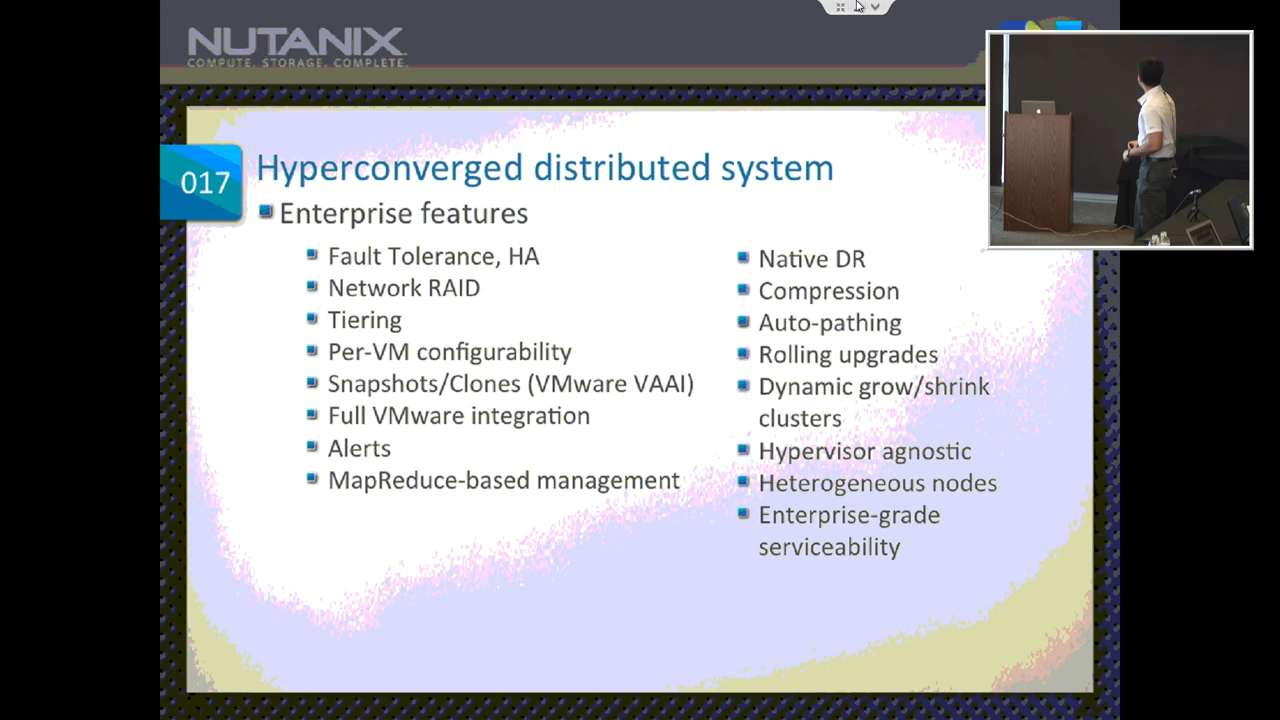 NUTANIX
COMPUTE. STORAGE. COMPLETE.
017
Hyperconverged distributed system
Enterprise features
Fault Tolerance, HA
Network RAID
Tiering
Per-VM configurability
Snapshots/Clones (VMware VAAI)
Full VMware integration
Alerts
MapReduce-based management
Native DR
Compression
Auto-pathing
Rolling upgrades
Dynamic grow/shrink
clusters
Hypervisor agnostic
Heterogeneous nodes
Enterprise-grade
serviceability